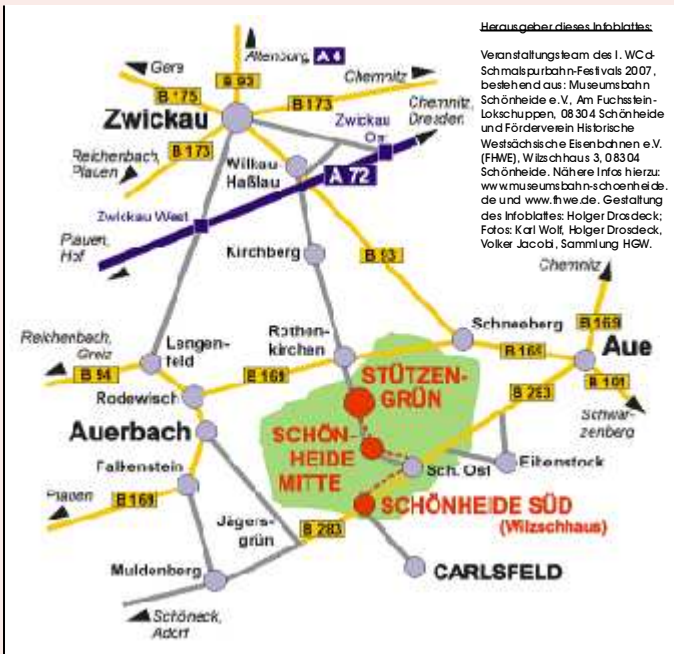 Herausgeber dieses Infoblattes:
Veranstaltungsteam des I. WCd-
Schmalspurbahn-Festivals 2007,
bestehend aus: Museumsbahn
Schönheide e.V., Am Fuchsstein-
Lokschuppen, 08304 Schönheide
und Förderverein Historische
Westsächsische Eisenbahnen e.V.
(FHWE), Wilzschhaus 3, 08304
Schönheide. Nähere Infos hierzu:
www.museumsbahn-schoenheide.
de und www.fhwe.de. Gestaltung
des Infoblattes: Holger Drosdeck;
Fotos: Karl Wolf, Holger Drosdeck,
Volker Jacobi, Sammlung HGW.
Altenburg, A 4
Gera
B 93
Chemnitz
B 175
B 173
Zwickau
Chemnitz,
Dresden
Zwickau
Ost
B 173
Reichenbach,
Plauen
Wilkau
Haßlau
A 72
Zwickau West
Plauen,
Hof
Kirchberg
B 93
Chemnitz
Reichenbach,
Greiz
Lengen-
feld
Rothen-
kirchen
Schneeberg
B 169
Aue
B 169
B 94
B 169
B 283
B 101
Rodewisch
STÜTZEN-
GRÜN
Schwar-
zenberg
Auerbach
SCHÖN-
HEIDE
MITTE
Falkenstein
Sch. Ost
Eibenstock
Plauen
B 169
SCHÖNHEIDE SÜD
(Wilzschhaus)
Jägers-
grün
B 283
Muldenberg
CARLSFELD
Schöneck,
Adorf